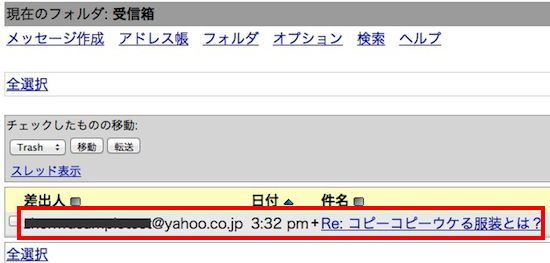 現在のフォルダ: 受信箱
メッセージ作成 アドレス帳 フォルダ オプション 検索 ヘルプ
全選択
チェックしたものの移動:
Trash 移動 転送
スレッド表示
差出人 日付 件名
@yahoo.co.jp 3:32 pm + Re: コピーコピーウケる服装とは？
全選択